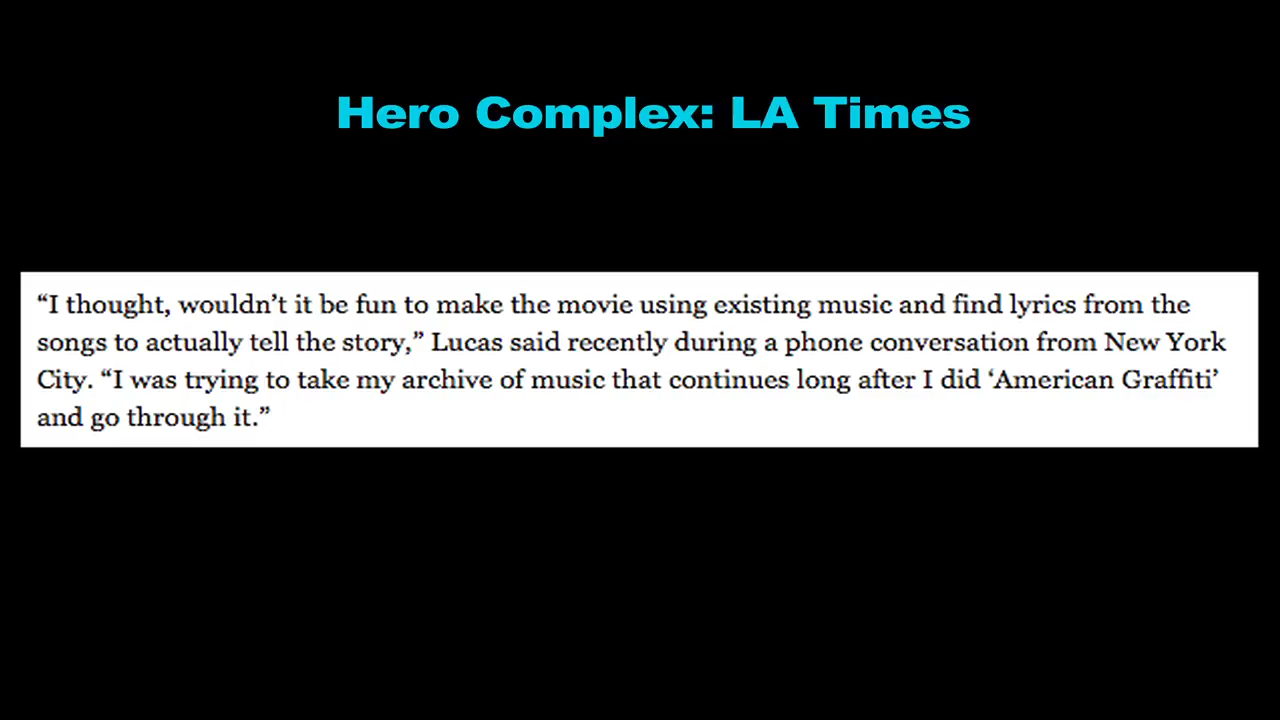 Hero Complex: LA Times
“I thought, wouldn’t it be fun to make the movie using existing music and find lyrics from the
songs to actually tell the story,” Lucas said recently during a phone conversation from New York
City. “I was trying to take my archive of music that continues long after I did ‘American Graffiti’
and go through it.”